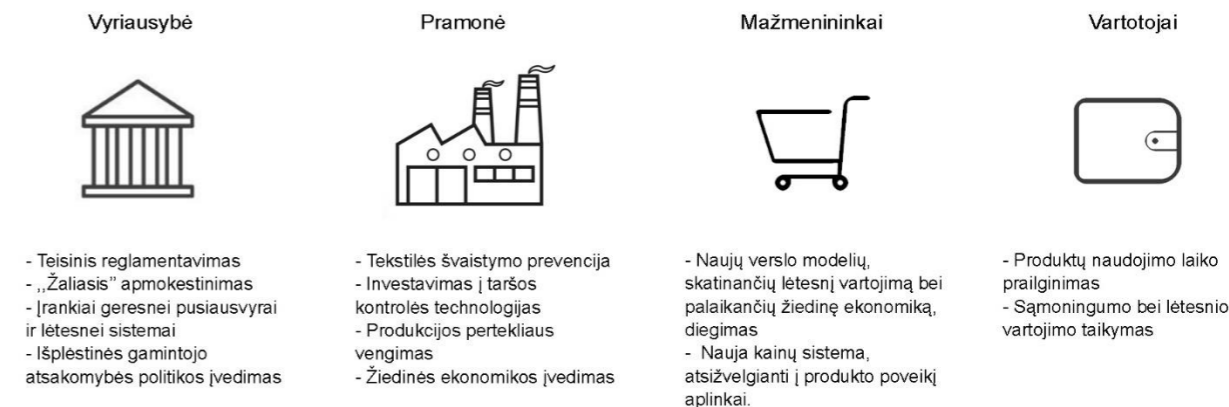 Vyriausybė
Pramonė
Mažmenininkai
Vartotojai
- Teisinis reglamentavimas
- ,,Žaliasis” apmokestinimas
- Įrankiai geresnei pusiausvyrai
ir lėtesnei sistemai
- Išplėstinės gamintojo
atsakomybės politikos įvedimas
- Tekstilės švaistymo prevencija
- Investavimas į taršos
kontrolės technologijas
- Produkcijos pertekliaus
vengimas
- Žiedinės ekonomikos įvedimas
- Naujų verslo modelių,
skatinančių lėtesnį vartojimą bei
palaikančių žiedinę ekonomiką,
diegimas
- Nauja kainų sistema,
atsižvelgianti į produkto poveikį
aplinkai.
- Produktų naudojimo laiko
prailginimas
- Sąmoningumo bei lėtesnio
vartojimo taikymas